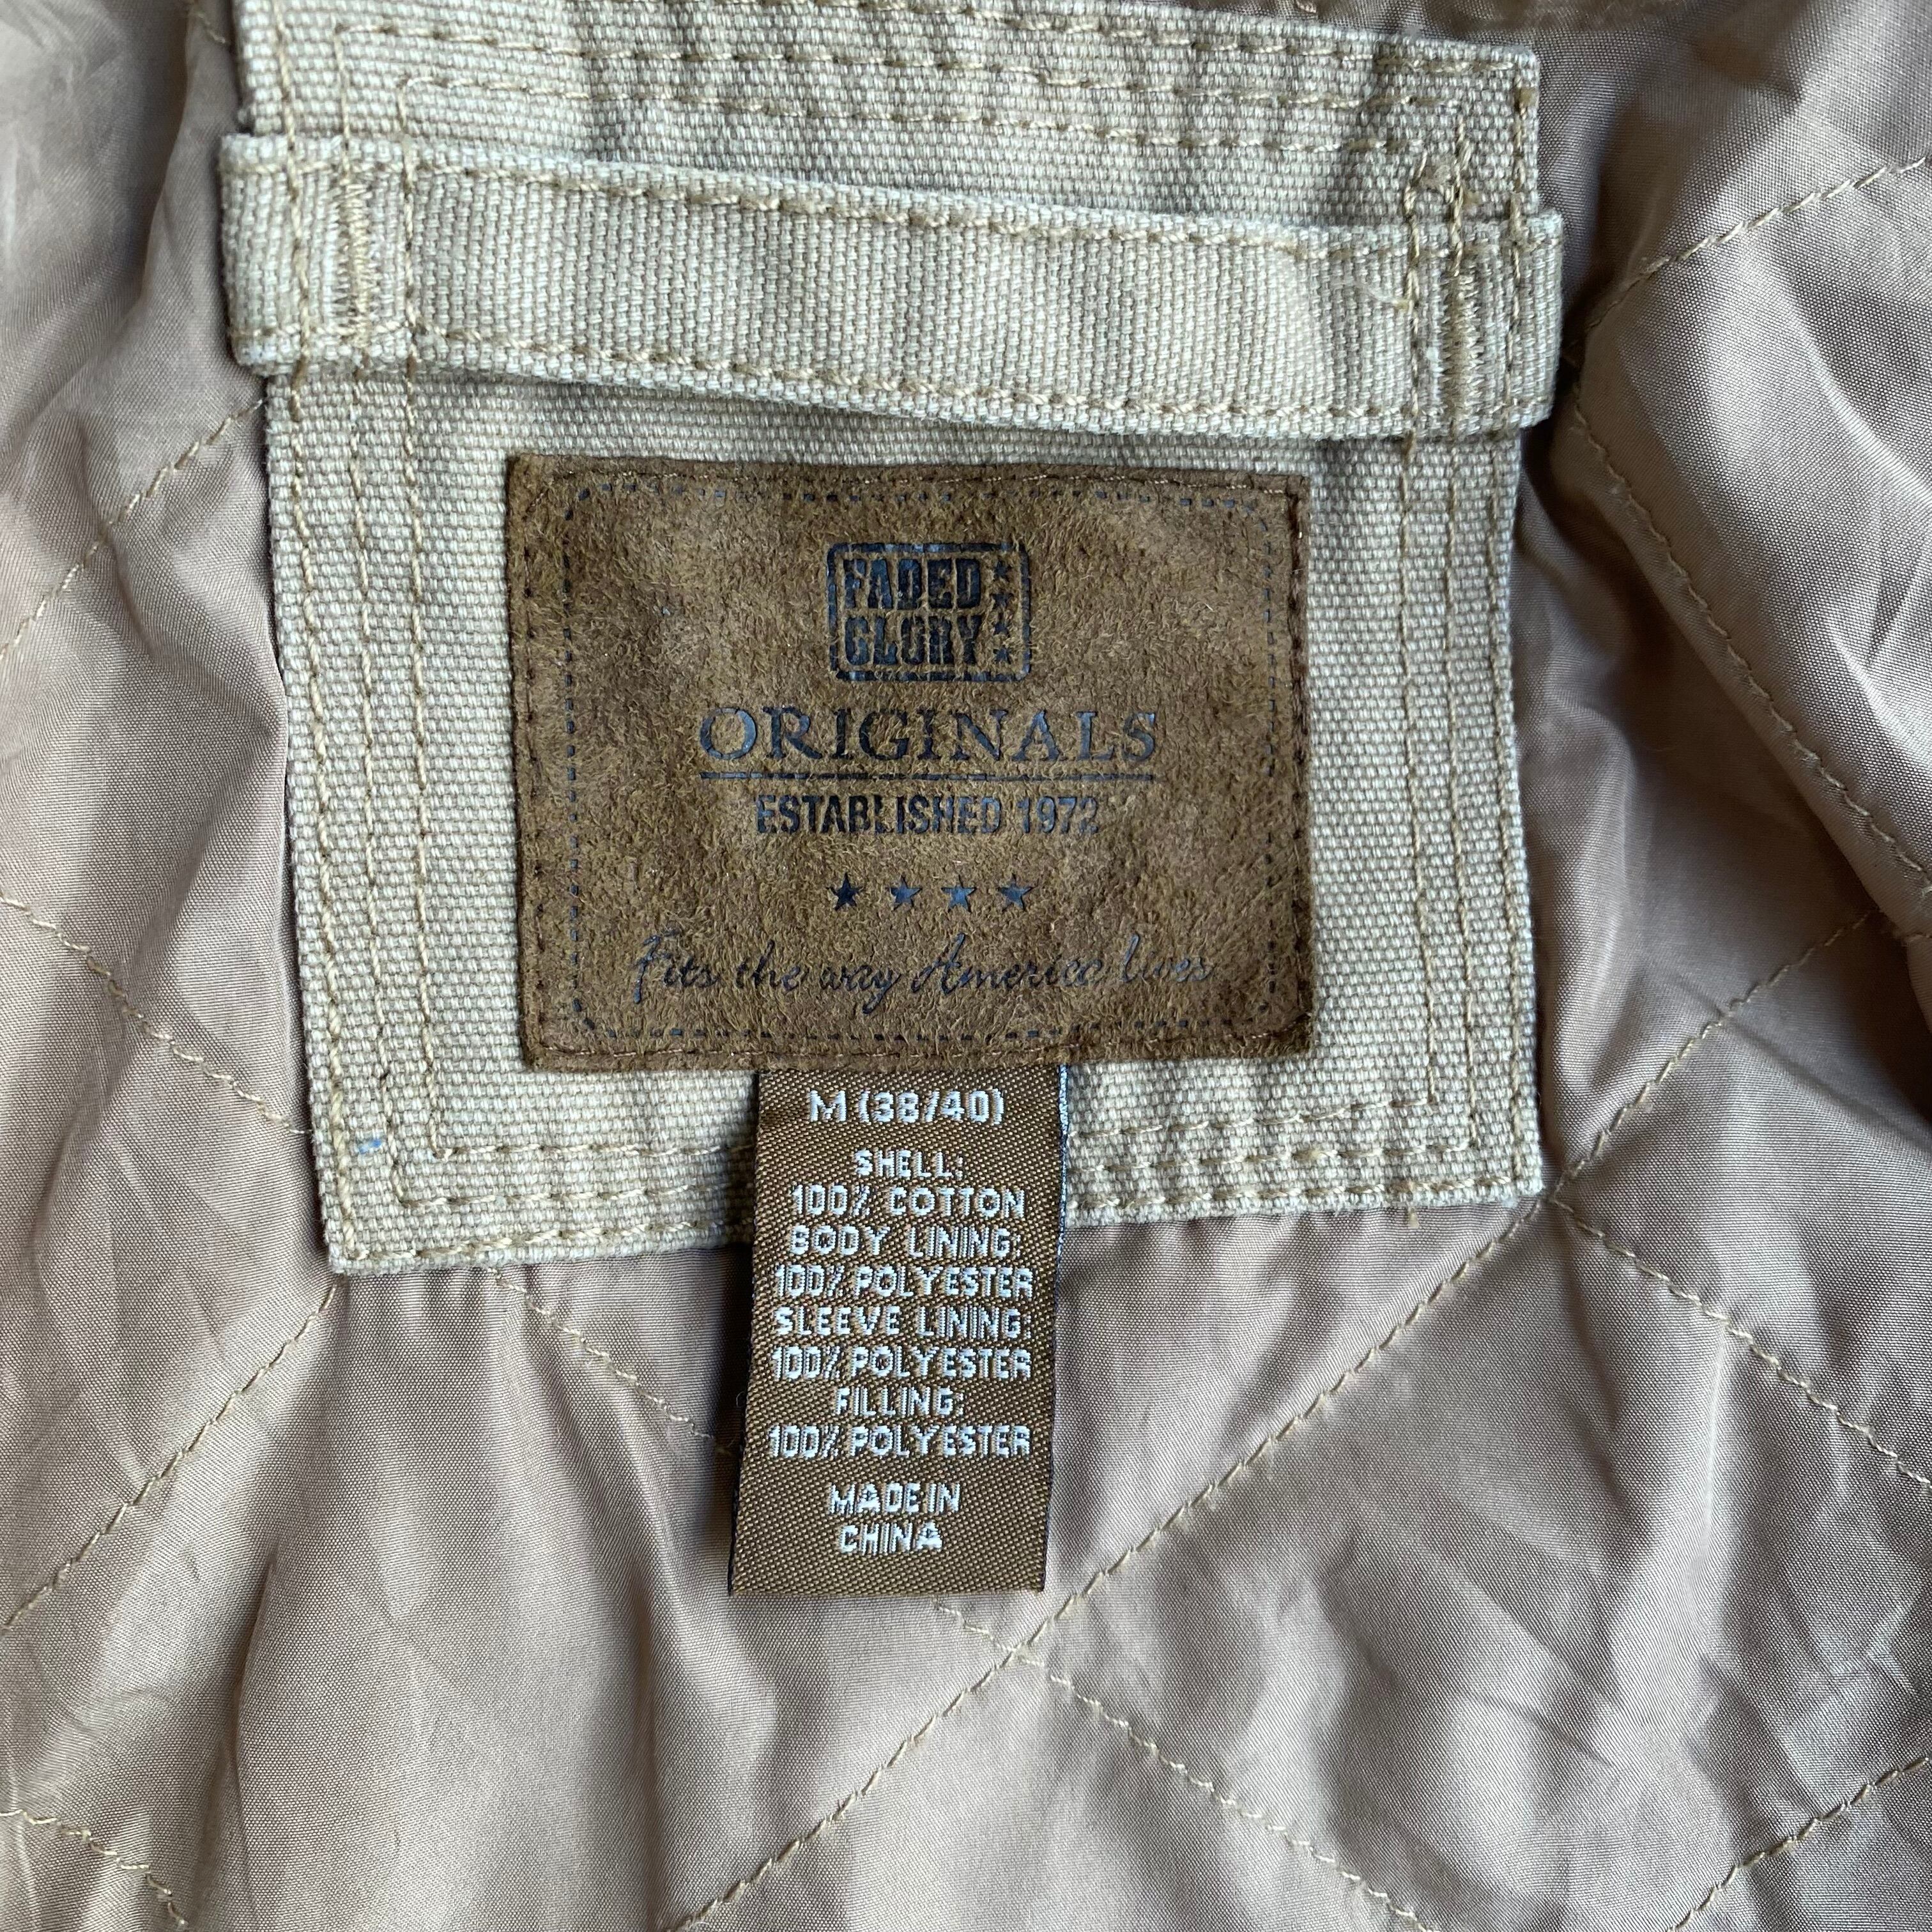 FADED
GLORY
ORIGINALS
ESTABLISHED 1972
Fits the way America lives
M (38/40)
SHELL:
100% COTTON
BODY LINING:
100% POLYESTER
SLEEVE LINING:
100% POLYESTER
FILLING:
100% POLYESTER
MADE IN
CHINA